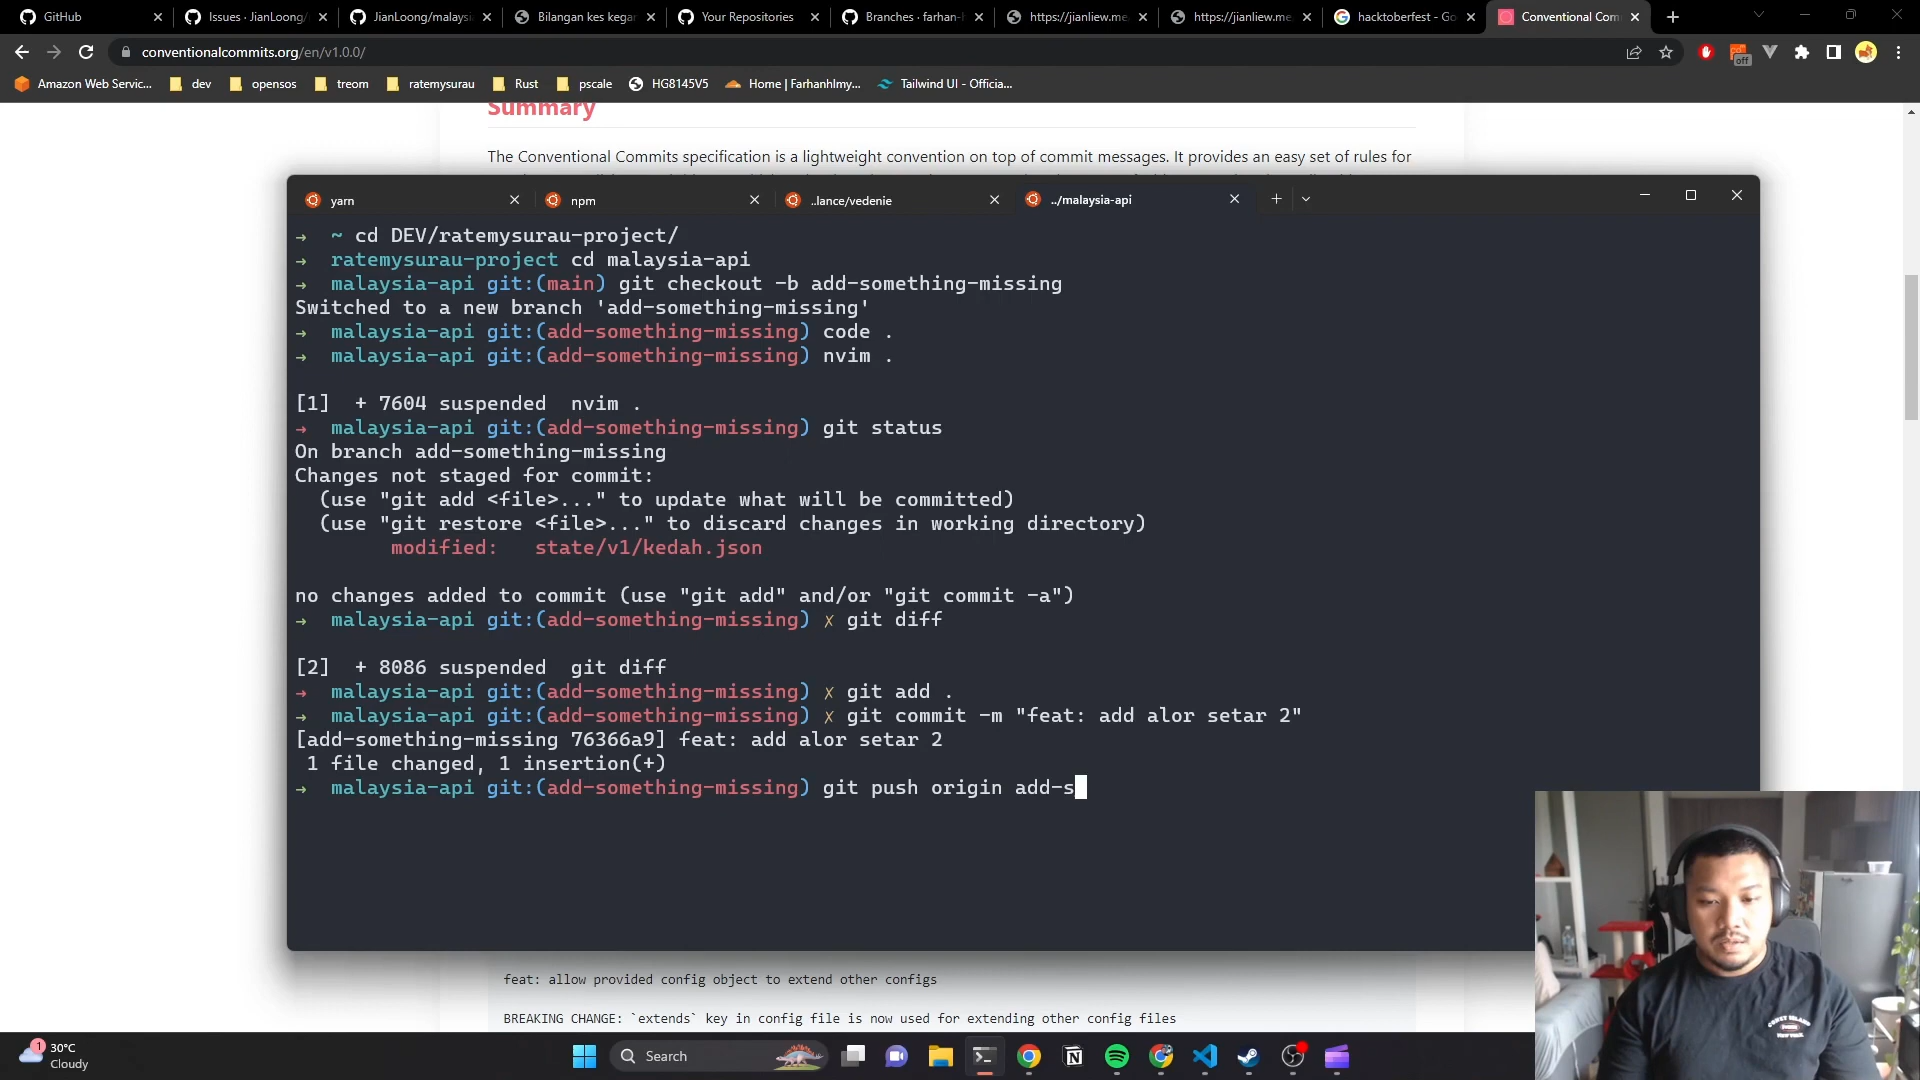 GitHub
Issues · JianLoong/
JianLoong/malaysi
Bilangan kes kegar
Your Repositories
Branches · farhan-
https://jianliew.me
https://jianliew.me
hacktoberfest - Go
Conventional Com
conventionalcommits.org/en/v1.0.0/
off
Amazon Web Servic...
dev
opensos
treom
ratemysurau
Rust
pscale
HG8145V5
Home | Farhanhlmy...
Tailwind UI - Officia...
Summary
The Conventional Commits specification is a lightweight convention on top of commit messages. It provides an easy set of rules for
yarn
npm
..lance/vedenie
../malaysia-api
→ ~ cd DEV/ratemysurau-project/
→ ratemysurau-project cd malaysia-api
→ malaysia-api git:(main) git checkout -b add-something-missing
Switched to a new branch 'add-something-missing'
→ malaysia-api git:(add-something-missing) code .
→ malaysia-api git:(add-something-missing) nvim .
[1]  + 7604 suspended  nvim .
→ malaysia-api git:(add-something-missing) git status
On branch add-something-missing
Changes not staged for commit:
(use "git add <file>..." to update what will be committed)
(use "git restore <file>..." to discard changes in working directory)
modified:   state/v1/kedah.json
no changes added to commit (use "git add" and/or "git commit -a")
→ malaysia-api git:(add-something-missing) ✗ git diff
[2]  + 8086 suspended  git diff
→ malaysia-api git:(add-something-missing) ✗ git add .
→ malaysia-api git:(add-something-missing) ✗ git commit -m "feat: add alor setar 2"
[add-something-missing 76366a9] feat: add alor setar 2
1 file changed, 1 insertion(+)
→ malaysia-api git:(add-something-missing) git push origin add-s
feat: allow provided config object to extend other configs
BREAKING CHANGE: `extends` key in config file is now used for extending other config files
1
30°C
Cloudy
Search